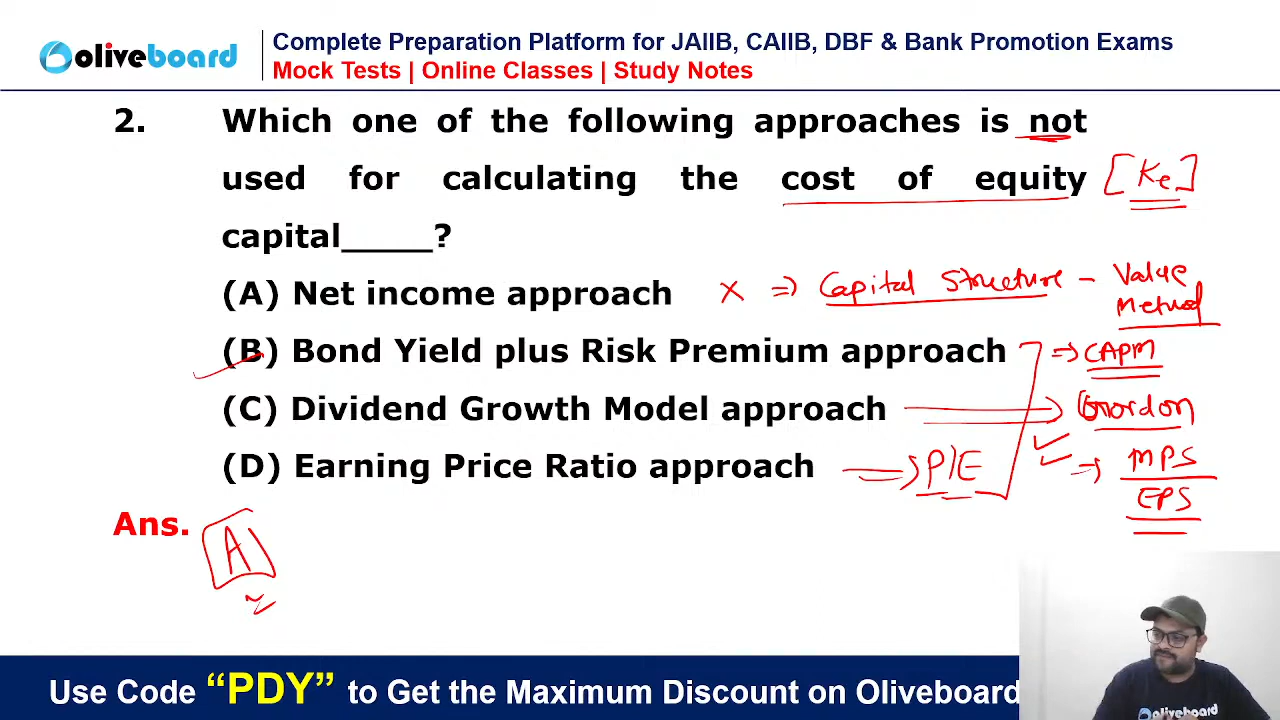 oliveboard
Complete Preparation Platform for JAIIB, CAIIB, DBF & Bank Promotion Exams
Mock Tests | Online Classes | Study Notes
2. Which one of the following approaches is not
used for calculating the cost of equity [Ke]
capital____?
(A) Net income approach X => Capital Structure - Value
Method
(B) Bond Yield plus Risk Premium approach => CAPM
(C) Dividend Growth Model approach Gordon
(D) Earning Price Ratio approach => P/E => MPS
EPS
Ans. A
oliveboard
Use Code “PDY” to Get the Maximum Discount on Oliveboard